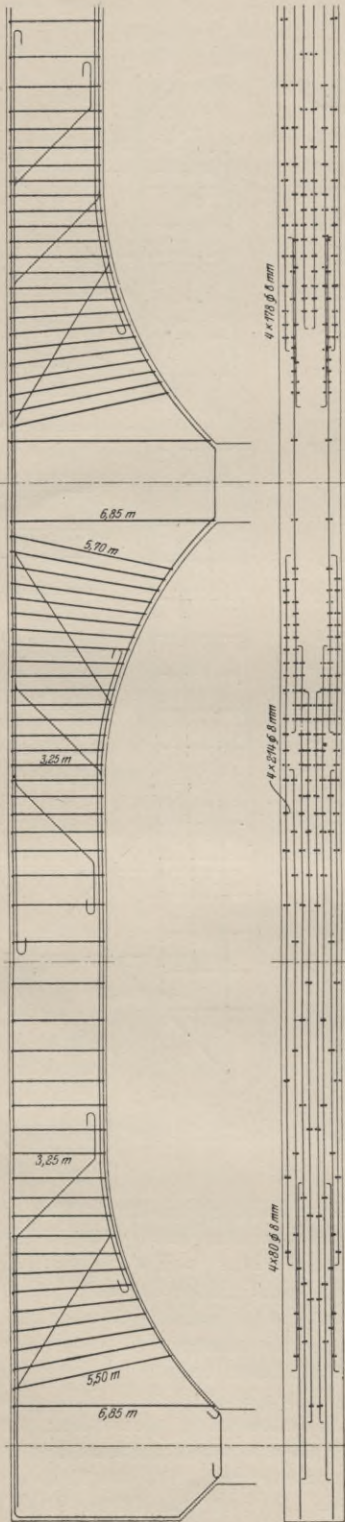 4×178 ϕ 8 mm
6,85 m
5,70 m
3,25 m
4×214 ϕ 8 mm
3,25 m
4×80 ϕ 8 mm
5,50 m
6,85 m